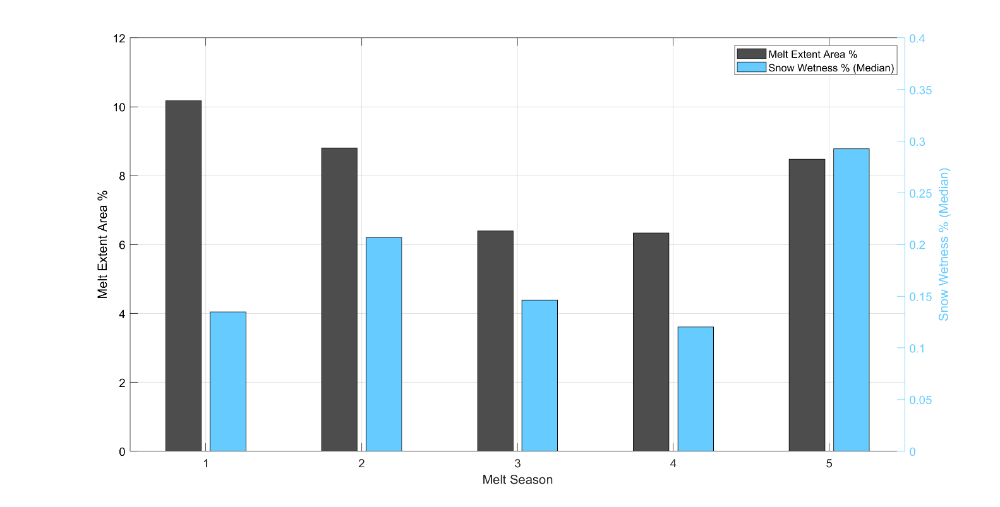 Melt Extent Area %
Snow Wetness % (Median)
12
10
8
6
4
2
0
Melt Extent Area %
0.4
0.35
0.3
0.25
0.2
0.15
0.1
0.05
0
Snow Wetness % (Median)
1 2 3 4 5
Melt Season